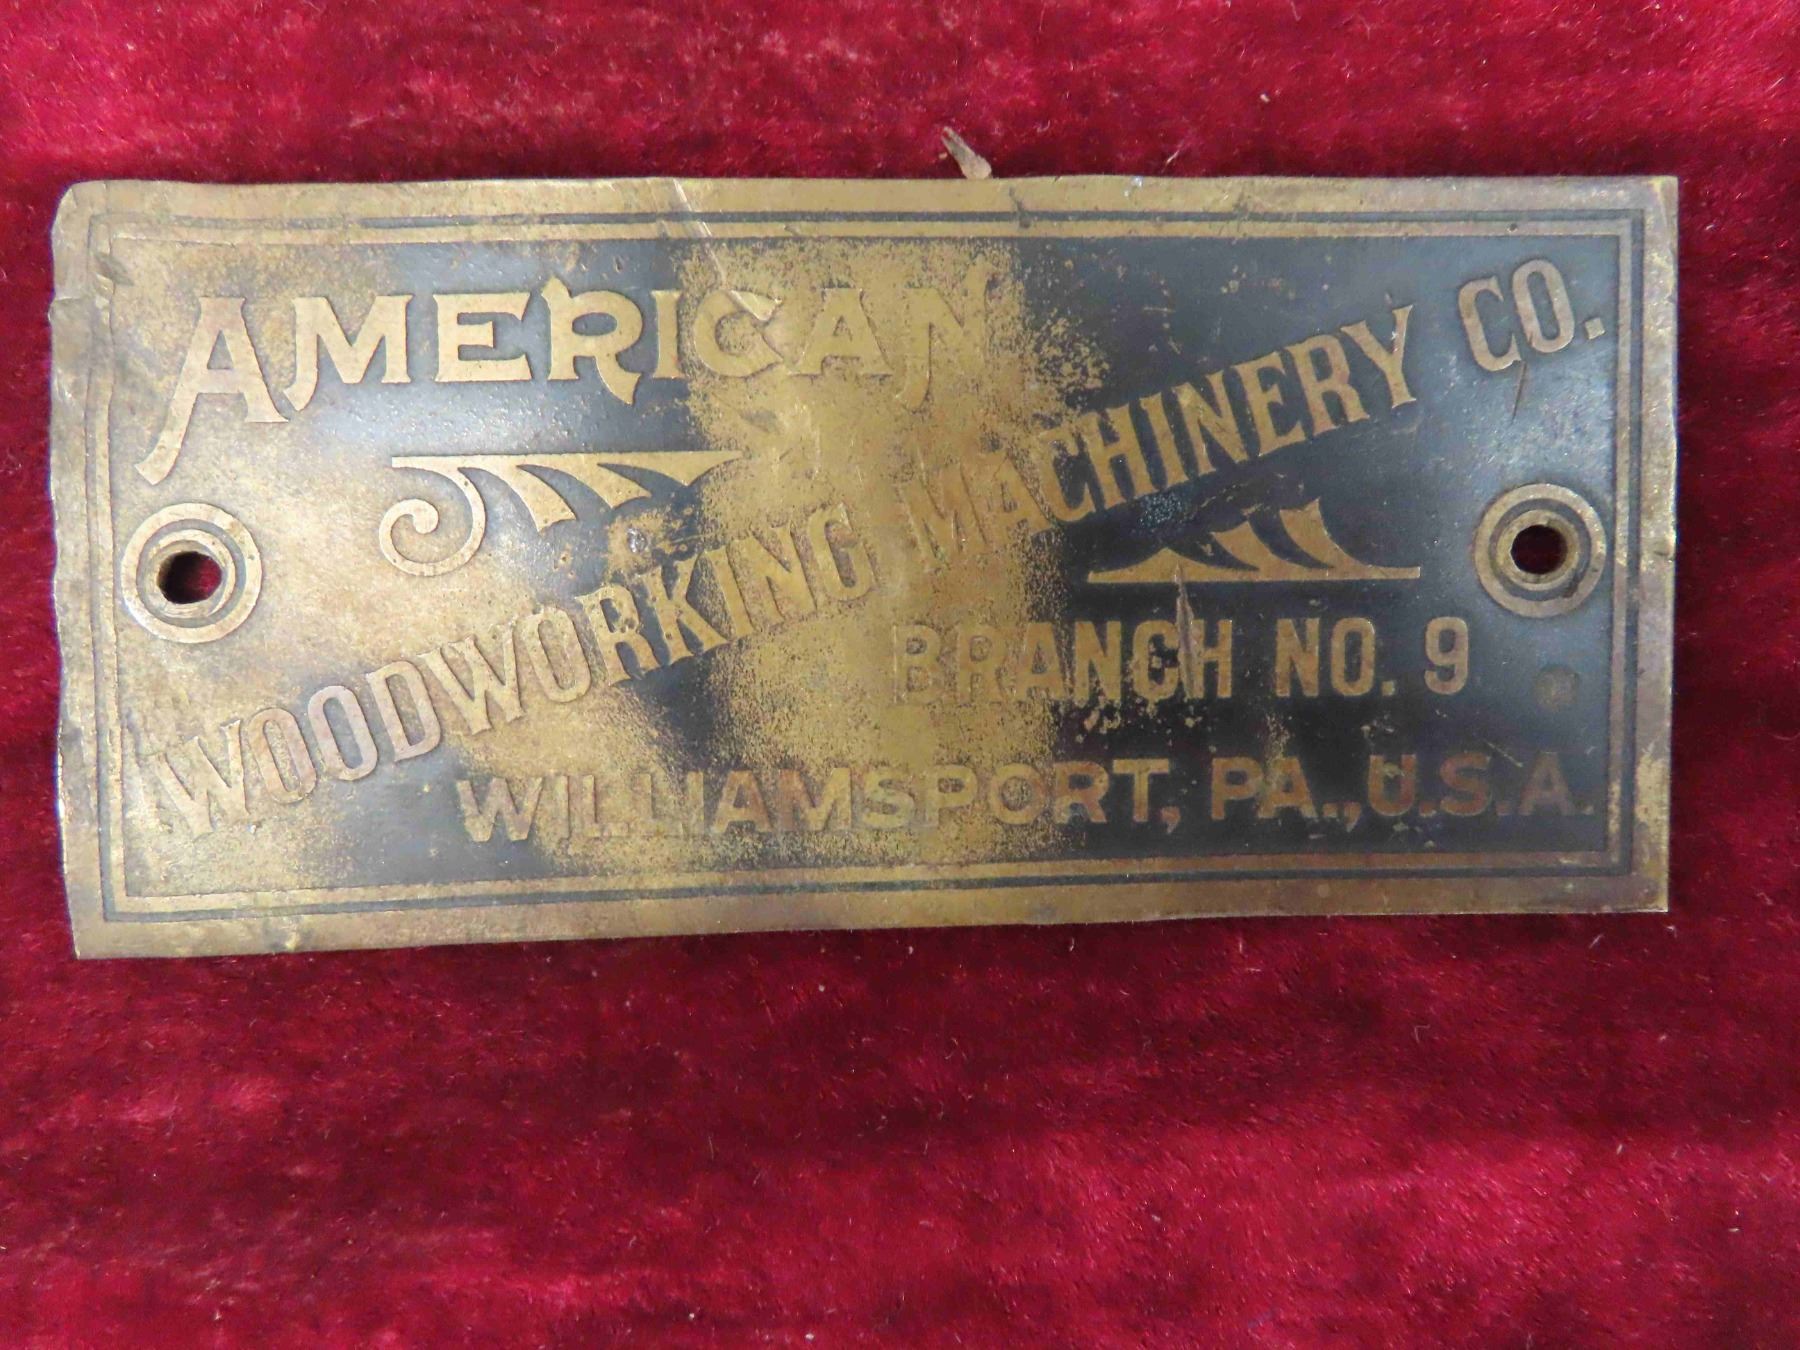 AMERICAN
WOODWORKING MACHINERY CO.
BRANCH NO. 9
WILLIAMSPORT, PA., U.S.A.